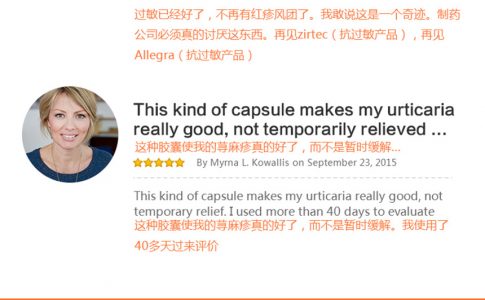 过敏已经好了，不再有红疹风团了。我敢说这是一个奇迹。制药
公司必须真的讨厌这东西。再见zirtec（抗过敏产品），再见
Allegra（抗过敏产品）
This kind of capsule makes my urticaria
really good, not temporarily relieved ...
这种胶囊使我的荨麻疹真的好了，而不是暂时缓解...
By Myrna L. Kowallis on September 23, 2015
This kind of capsule makes my urticaria really good, not
temporary relief. I used more than 40 days to evaluate
这种胶囊使我的荨麻疹真的好了，而不是暂时缓解。我使用了
40多天过来评价